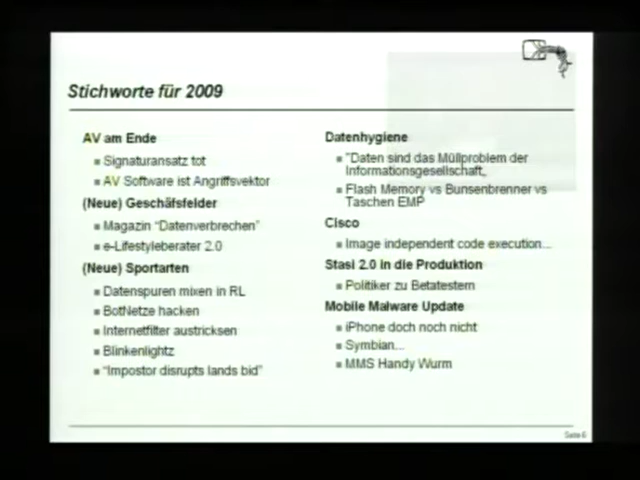 Stichworte für 2009
AV am Ende
Signaturansatz tot
AV Software ist Angriffsvektor
(Neue) Geschäfsfelder
Magazin "Datenverbrechen"
e-Lifestyleberater 2.0
(Neue) Sportarten
Datenspuren mixen in RL
BotNetze hacken
Internetfilter austricksen
Blinkenlightz
"Impostor disrupts lands bid"
Datenhygiene
"Daten sind das Müllproblem der
Informationsgesellschaft„
Flash Memory vs Bunsenbrenner vs
Taschen EMP
Cisco
Image independent code execution...
Stasi 2.0 in die Produktion
Politiker zu Betatestern
Mobile Malware Update
iPhone doch noch nicht
Symbian...
MMS Handy Wurm
Seite 6